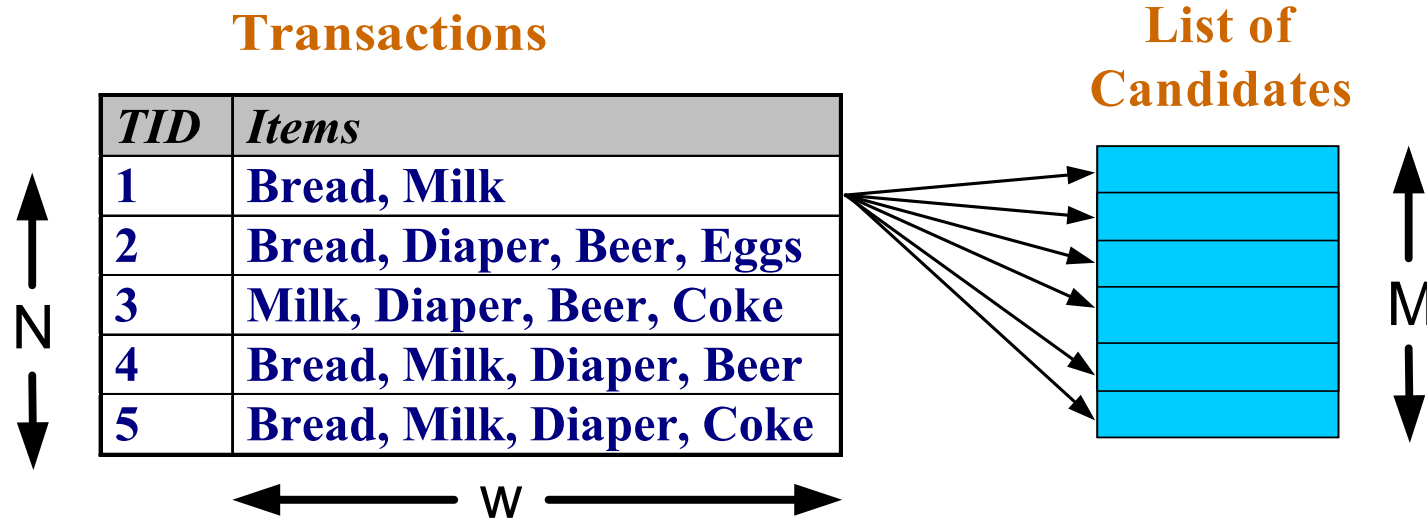 Transactions
List of
Candidates
TID Items
1 Bread, Milk
2 Bread, Diaper, Beer, Eggs
3 Milk, Diaper, Beer, Coke
4 Bread, Milk, Diaper, Beer
5 Bread, Milk, Diaper, Coke
N
M
w